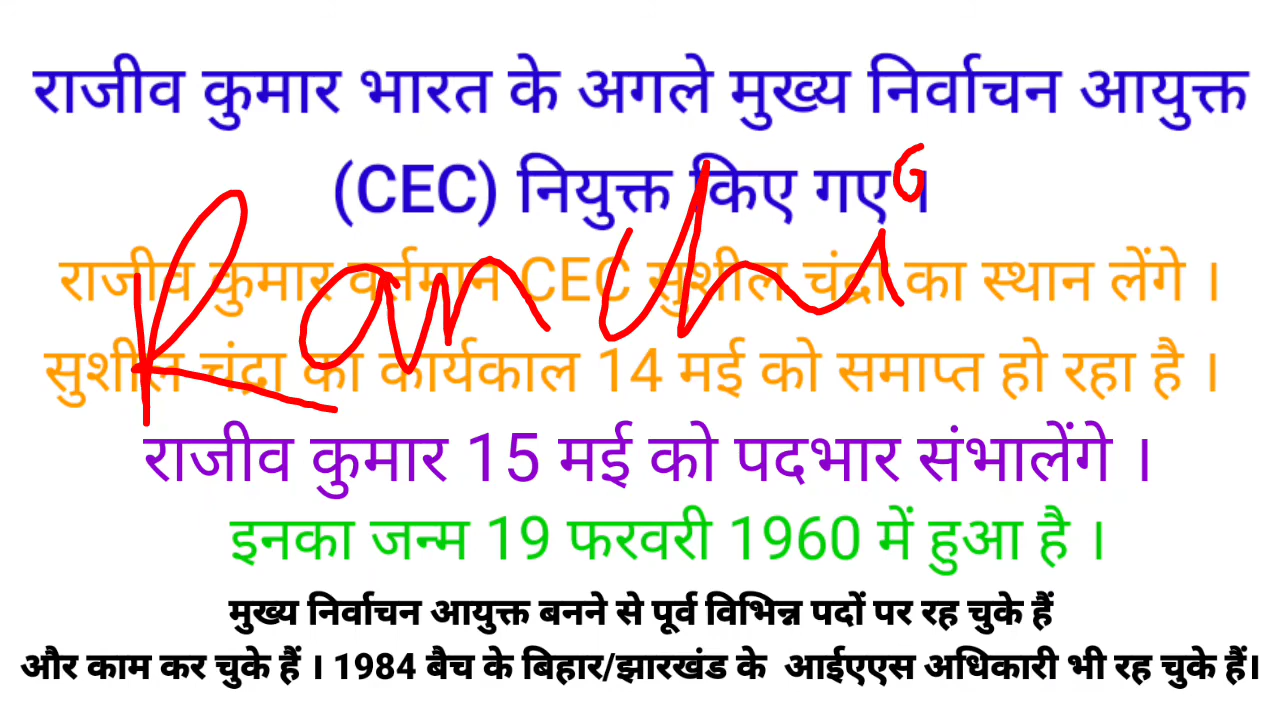 राजीव कुमार भारत के अगले मुख्य निर्वाचन आयुक्त
(CEC) नियुक्त किए गए ।
Ranchi
राजीव कुमार वर्तमान CEC सुशील चंद्रा का स्थान लेंगे ।
सुशील चंद्रा का कार्यकाल 14 मई को समाप्त हो रहा है ।
राजीव कुमार 15 मई को पदभार संभालेंगे ।
इनका जन्म 19 फरवरी 1960 में हुआ है ।
मुख्य निर्वाचन आयुक्त बनने से पूर्व विभिन्न पदों पर रह चुके हैं
और काम कर चुके हैं । 1984 बैच के बिहार/झारखंड के आईएएस अधिकारी भी रह चुके हैं।